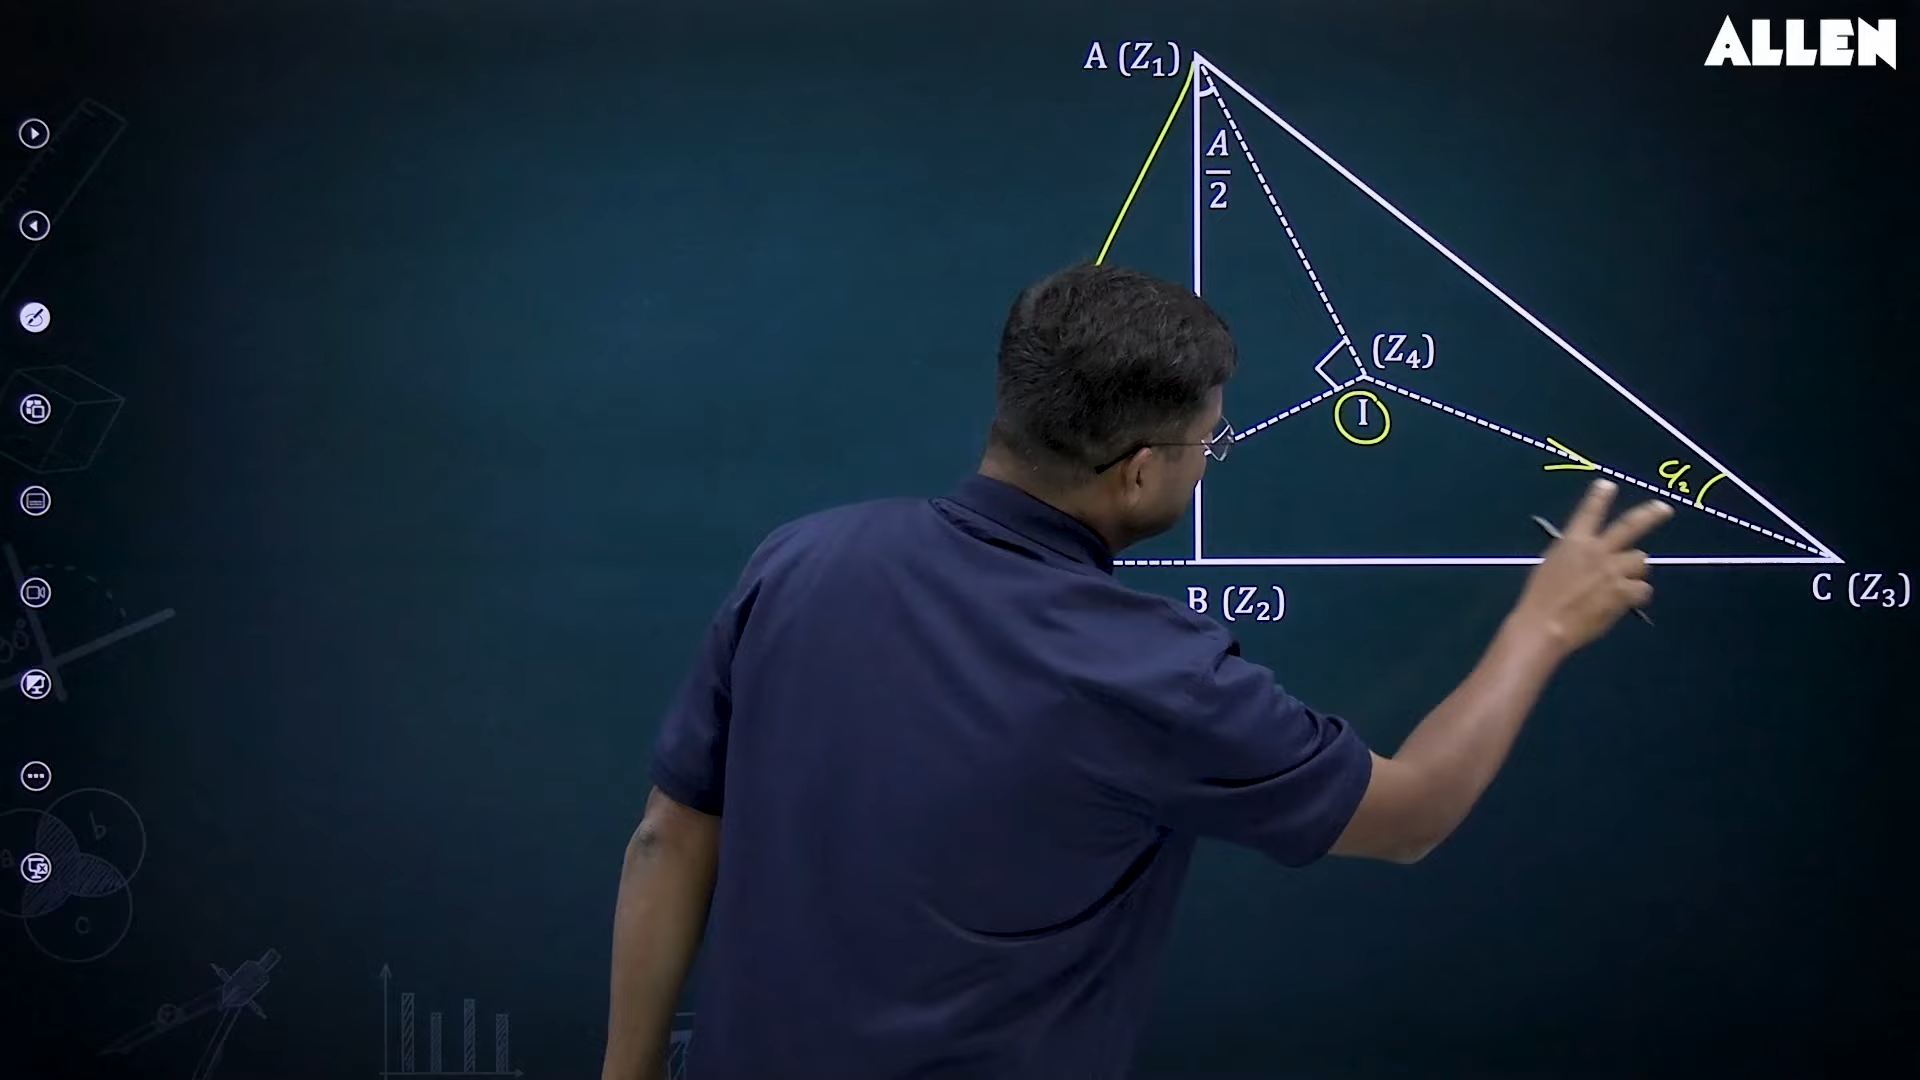 ALLEN
A (Z₁)
A
2
(Z₄)
I
C/2
B (Z₂)
C (Z₃)
b
c